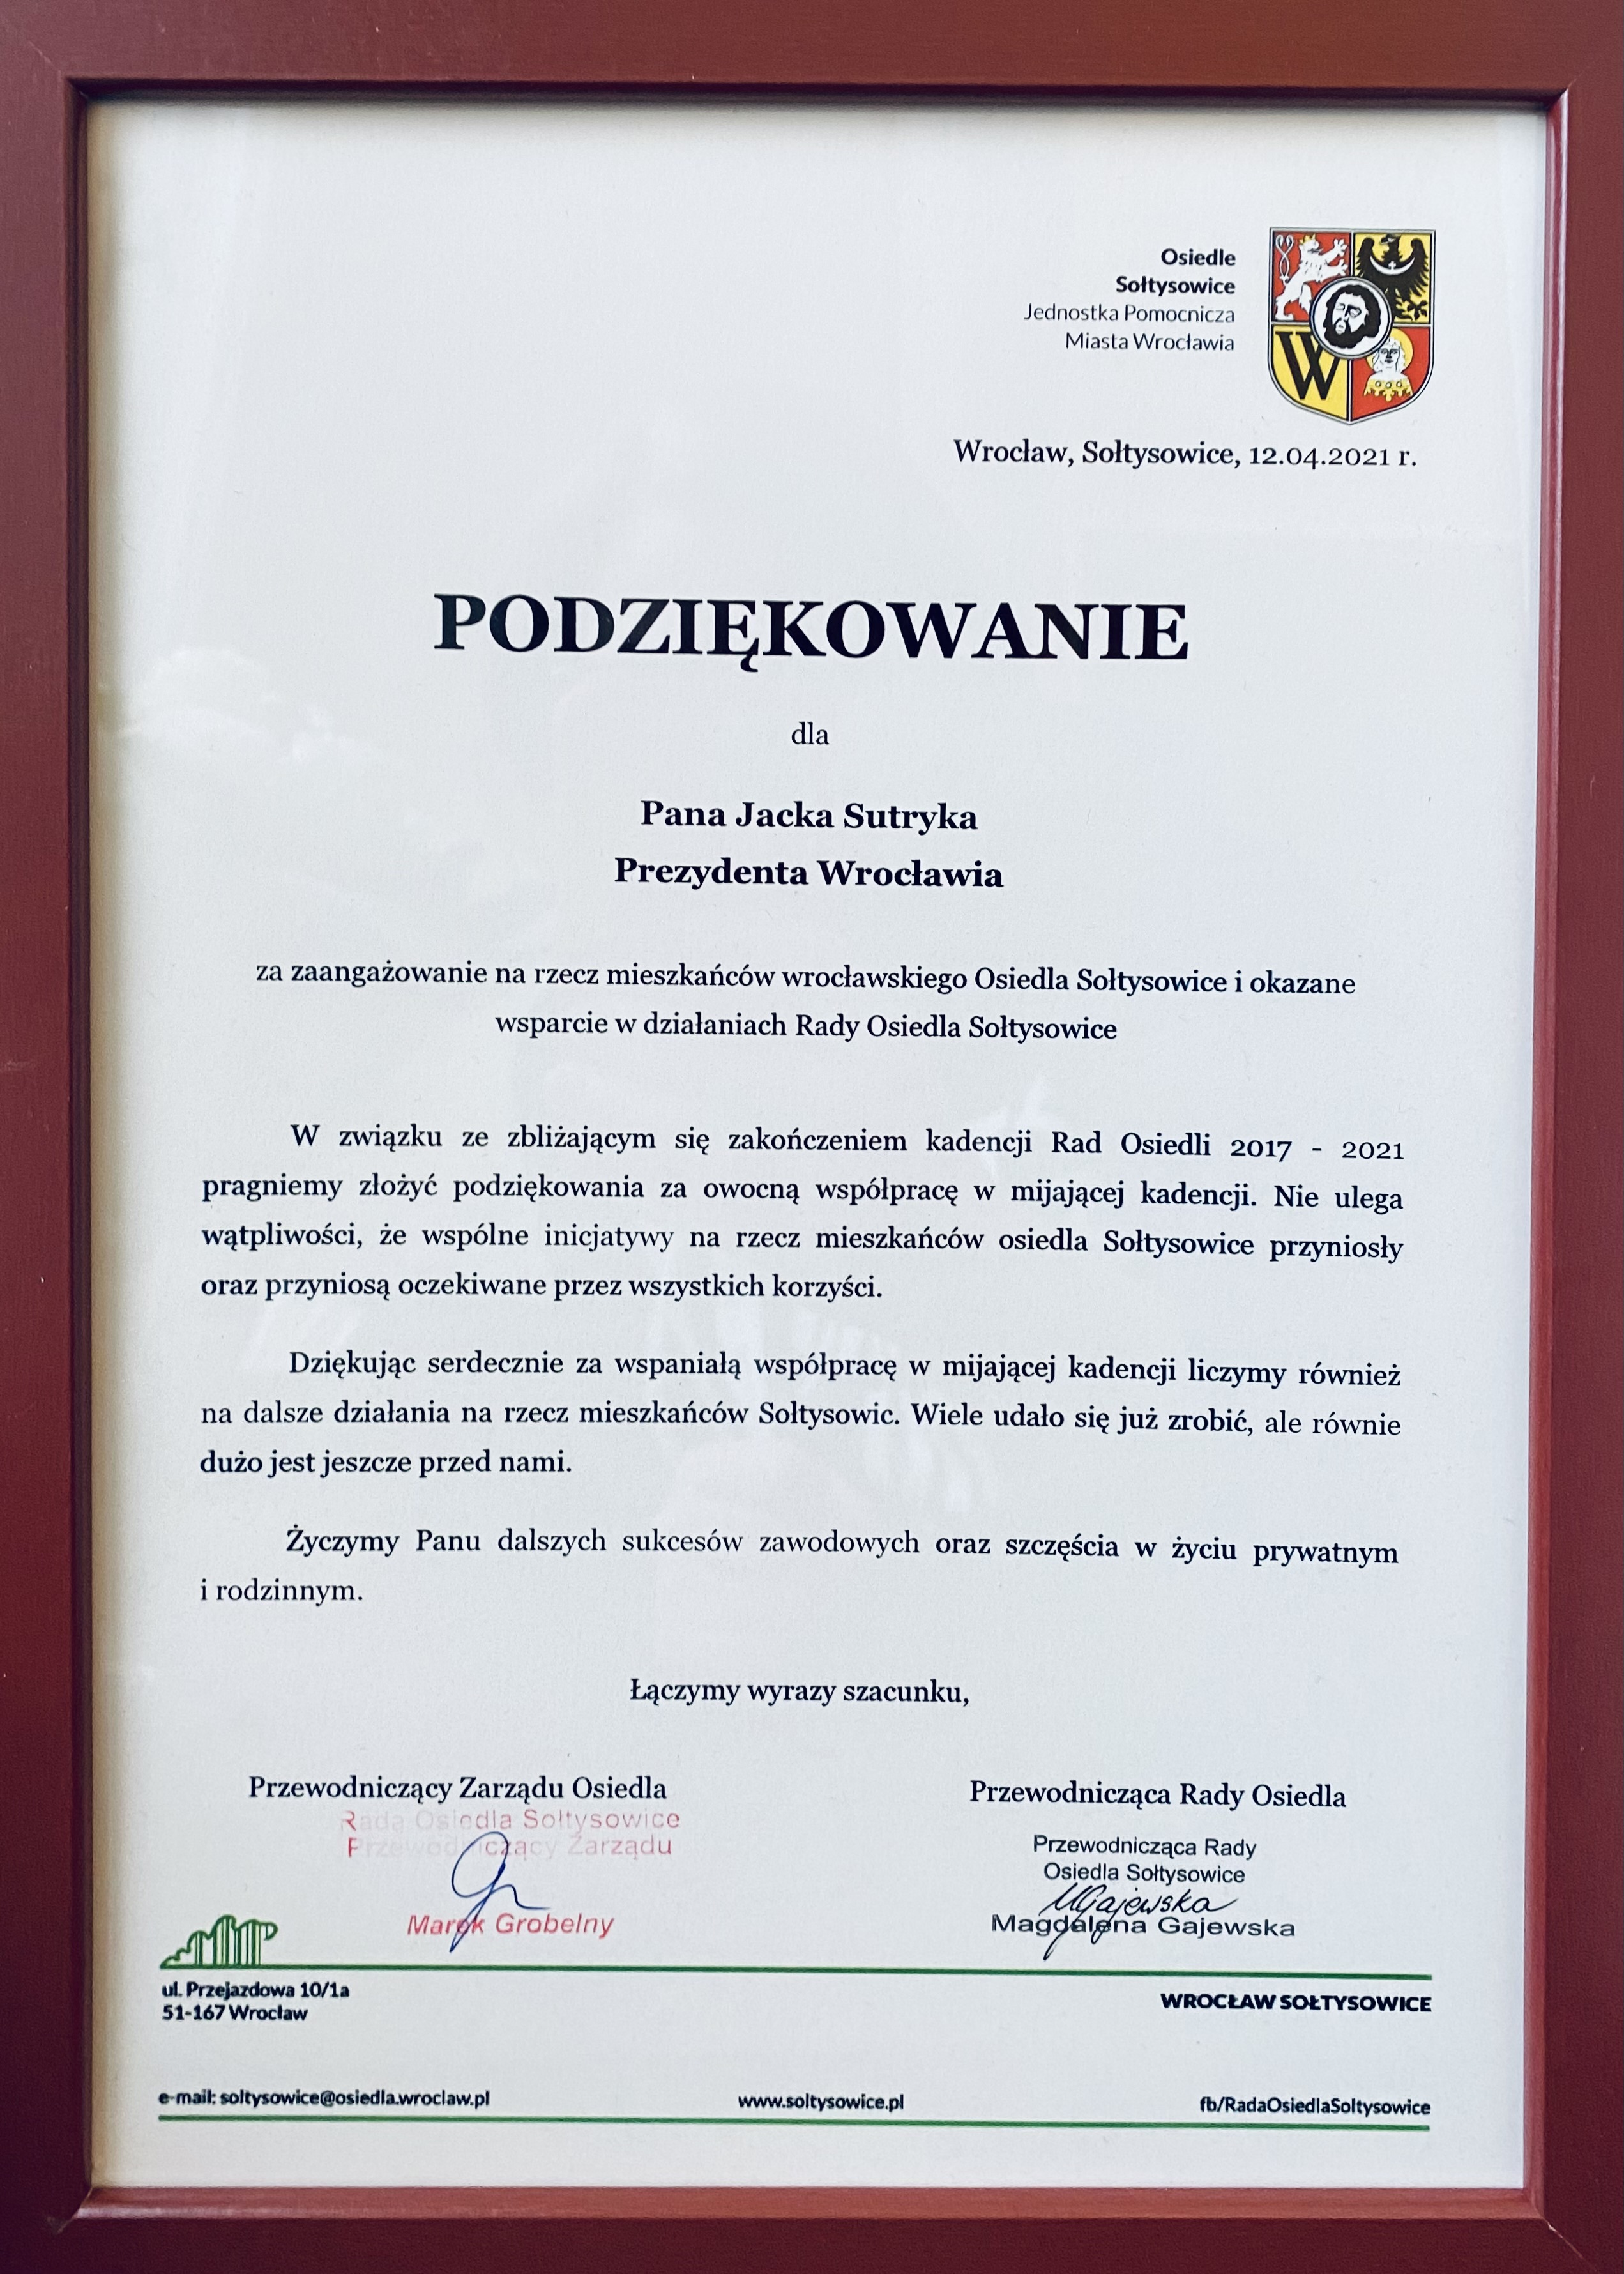 Osiedle
Sołtysowice
Jednostka Pomocnicza
Miasta Wrocławia
W
Wrocław, Sołtysowice, 12.04.2021 r.
PODZIĘKOWANIE
dla
Pana Jacka Sutryka
Prezydenta Wrocławia
za zaangażowanie na rzecz mieszkańców wrocławskiego Osiedla Sołtysowice i okazane
wsparcie w działaniach Rady Osiedla Sołtysowice
W związku ze zbliżającym się zakończeniem kadencji Rad Osiedli 2017 - 2021
pragniemy złożyć podziękowania za owocną współpracę w mijającej kadencji. Nie ulega
wątpliwości, że wspólne inicjatywy na rzecz mieszkańców osiedla Sołtysowice przyniosły
oraz przyniosą oczekiwane przez wszystkich korzyści.
Dziękując serdecznie za wspaniałą współpracę w mijającej kadencji liczymy również
na dalsze działania na rzecz mieszkańców Sołtysowic. Wiele udało się już zrobić, ale równie
dużo jest jeszcze przed nami.
Życzymy Panu dalszych sukcesów zawodowych oraz szczęścia w życiu prywatnym
i rodzinnym.
Łączymy wyrazy szacunku,
Przewodniczący Zarządu Osiedla
Rada Osiedla Sołtysowice
Przewodniczący Zarządu
Marek Grobelny
Przewodnicząca Rady Osiedla
Przewodnicząca Rady
Osiedla Sołtysowice
MGajewska
Magdalena Gajewska
ul. Przejazdowa 10/1a
51-167 Wrocław
WROCŁAW SOŁTYSOWICE
e-mail: soltysowice@osiedla.wroclaw.pl
www.soltysowice.pl
fb/RadaOsiedlaSoltysowice